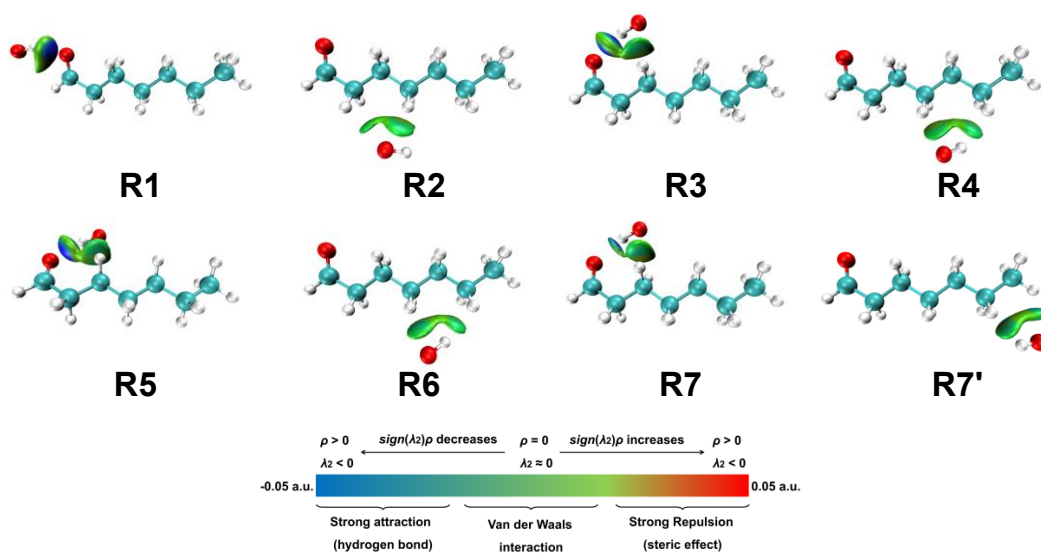 R1 R2 R3 R4
R5 R6 R7 R7'
ρ > 0 sign(λ2)ρ decreases ρ = 0 sign(λ2)ρ increases ρ > 0
λ2 < 0 λ2 ≈ 0 λ2 < 0
-0.05 a.u. 0.05 a.u.
Strong attraction Van der Waals Strong Repulsion
(hydrogen bond) interaction (steric effect)